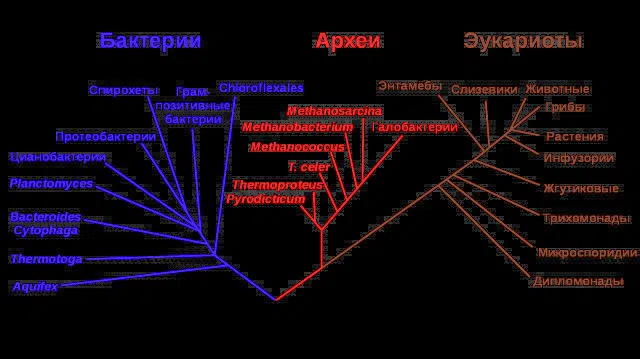 Бактерии
Археи
Эукариоты
Спирохеты
Грам-
позитивные
бактерии
Chloroflexales
Протеобактерии
Цианобактерии
Planctomyces
Bacteroides
Cytophaga
Thermotoga
Aquifex
Methanosarcina
Methanobacterium
Галобактерии
Methanococcus
T. celer
Thermoproteus
Pyrodicticum
Энтамебы
Слизевики
Животные
Грибы
Растения
Инфузории
Жгутиковые
Трихомонады
Микроспоридии
Дипломонады